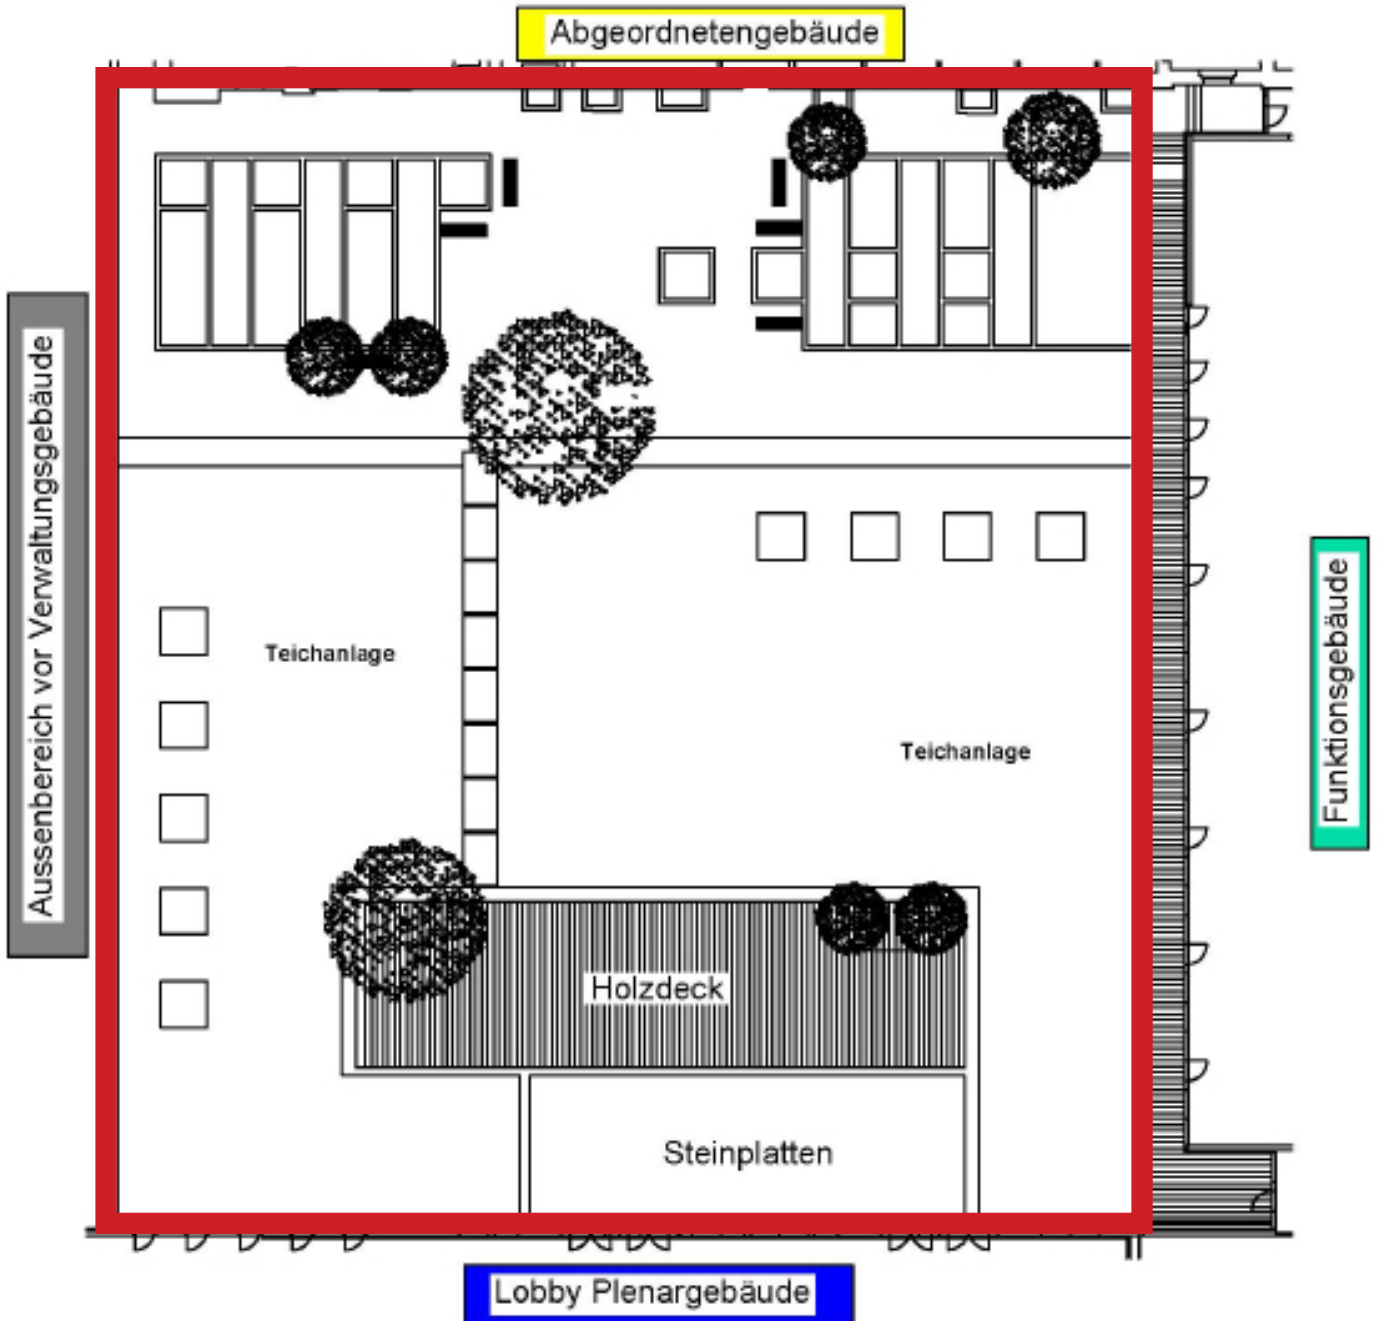 Abgeordnetengebäude
Aussenbereich vor Verwaltungsgebäude
Funktionsgebäude
Teichanlage
Teichanlage
Holzdeck
Steinplatten
Lobby Plenargebäude